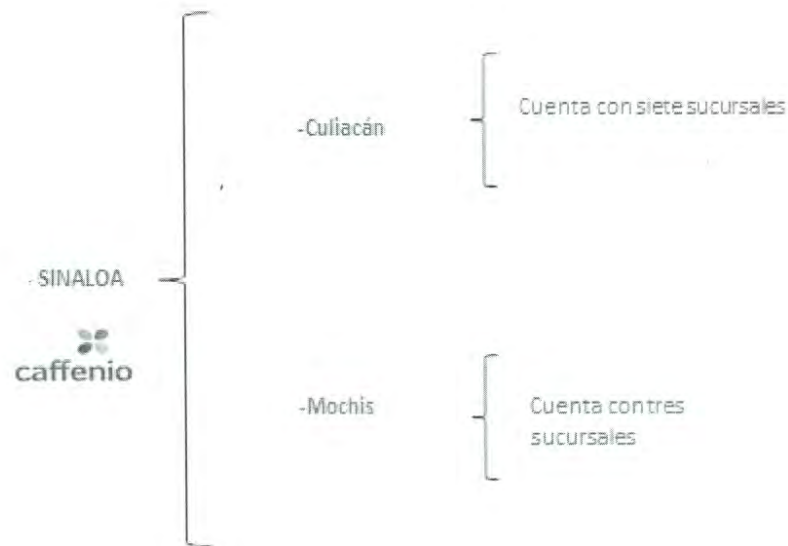 -Culiacán
Cuenta con siete sucursales
-SINALOA
caffenio
-Mochis
Cuenta con tres
sucursales